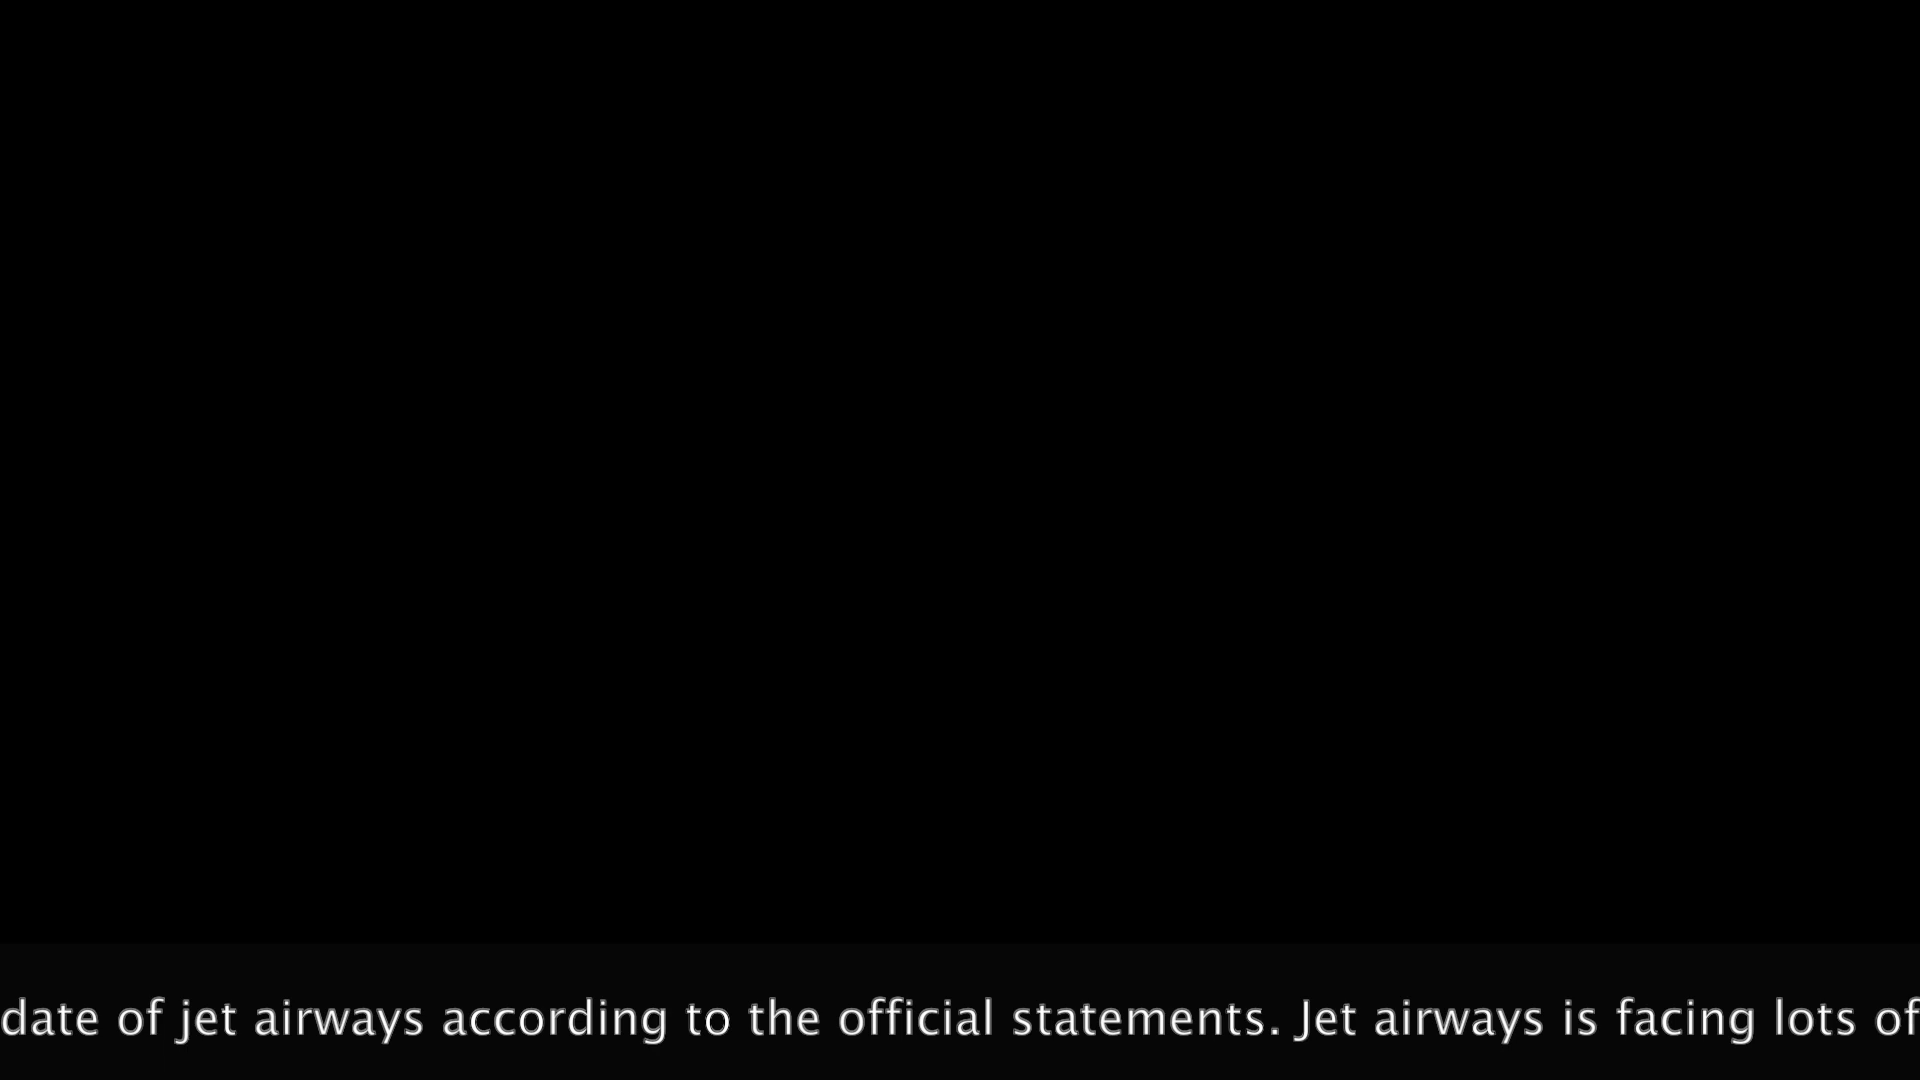 date of jet airways according to the official statements. Jet airways is facing lots of